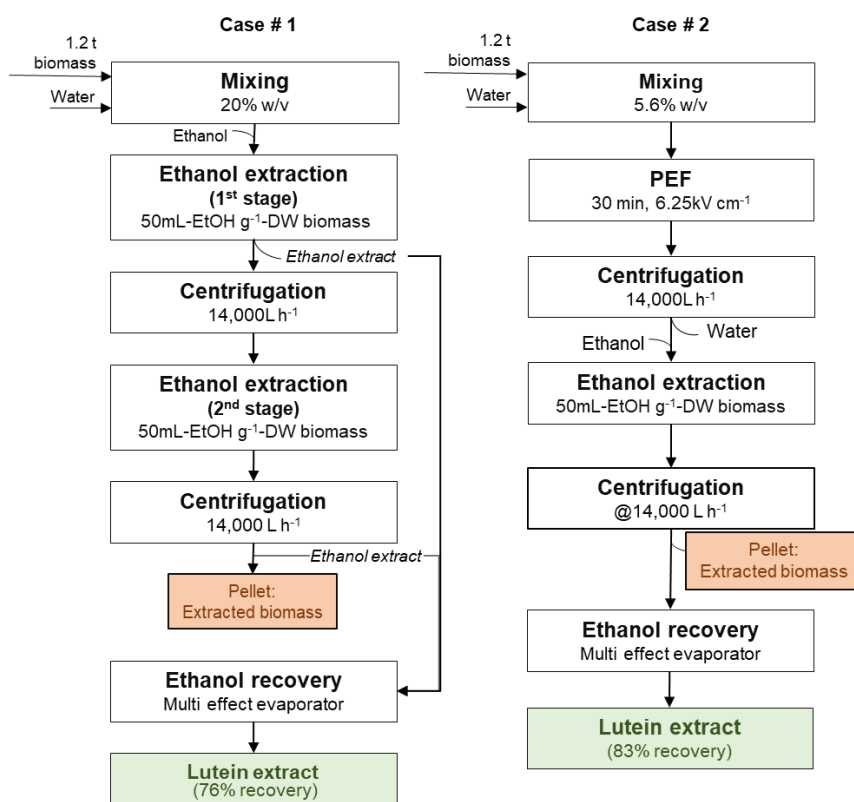 Case # 1
1.2 t
biomass
Water
Mixing
20% w/v
Ethanol
Ethanol extraction
(1st stage)
50mL-EtOH g-1-DW biomass
Ethanol extract
Centrifugation
14,000L h-1
Ethanol extraction
(2nd stage)
50mL-EtOH g-1-DW biomass
Centrifugation
14,000 L h-1
Ethanol extract
Pellet:
Extracted biomass
Ethanol recovery
Multi effect evaporator
Lutein extract
(76% recovery)
Case # 2
1.2 t
biomass
Water
Mixing
5.6% w/v
PEF
30 min, 6.25kV cm-1
Centrifugation
14,000L h-1
Water
Ethanol
Ethanol extraction
50mL-EtOH g-1-DW biomass
Centrifugation
@14,000 L h-1
Pellet:
Extracted biomass
Ethanol recovery
Multi effect evaporator
Lutein extract
(83% recovery)